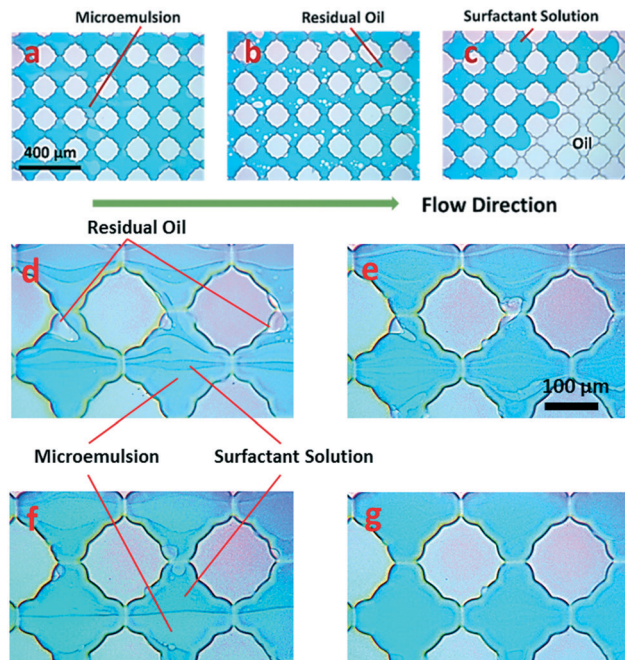 Microemulsion
Residual Oil
Surfactant Solution
a
b
c
400 μm
Oil
Flow Direction
Residual Oil
d
e
100 μm
Microemulsion
Surfactant Solution
f
g